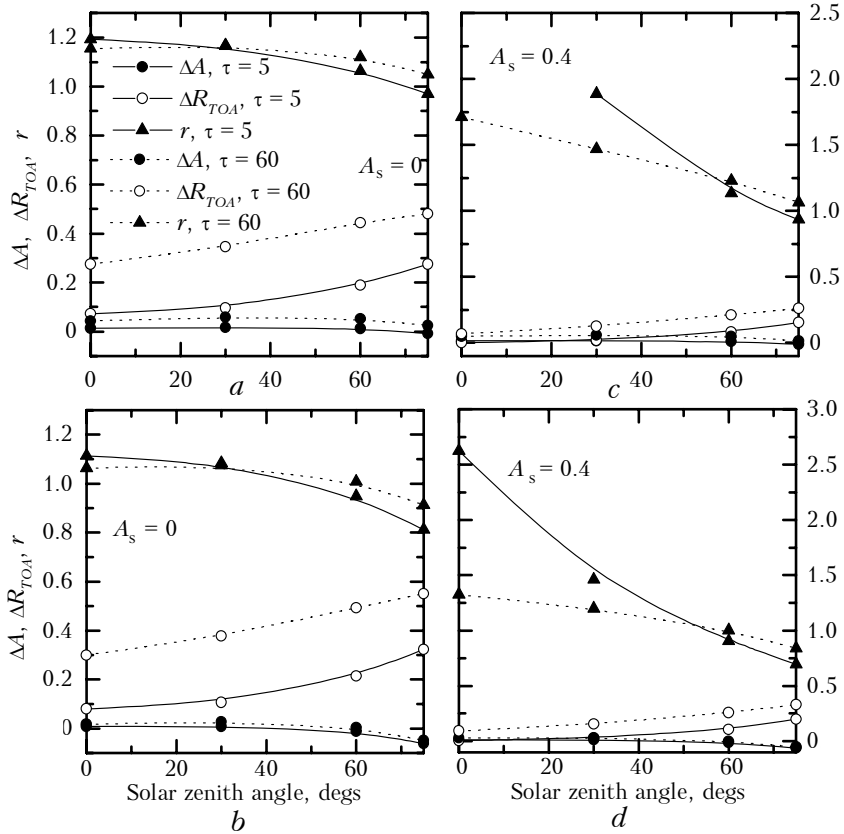 1.2
1.0
0.8
0.6
0.4
0.2
0
ΔA, ΔR_TOA, r
ΔA, τ = 5
ΔR_TOA, τ = 5
r, τ = 5
ΔA, τ = 60
ΔR_TOA, τ = 60
r, τ = 60
A_s = 0
0 20 40 60
a
2.5
2.0
1.5
1.0
0.5
0
A_s = 0.4
0 20 40 60
c
1.2
1.0
0.8
0.6
0.4
0.2
0
ΔA, ΔR_TOA, r
A_s = 0
0 20 40 60
Solar zenith angle, degs
b
3.0
2.5
2.0
1.5
1.0
0.5
0
A_s = 0.4
0 20 40 60
Solar zenith angle, degs
d